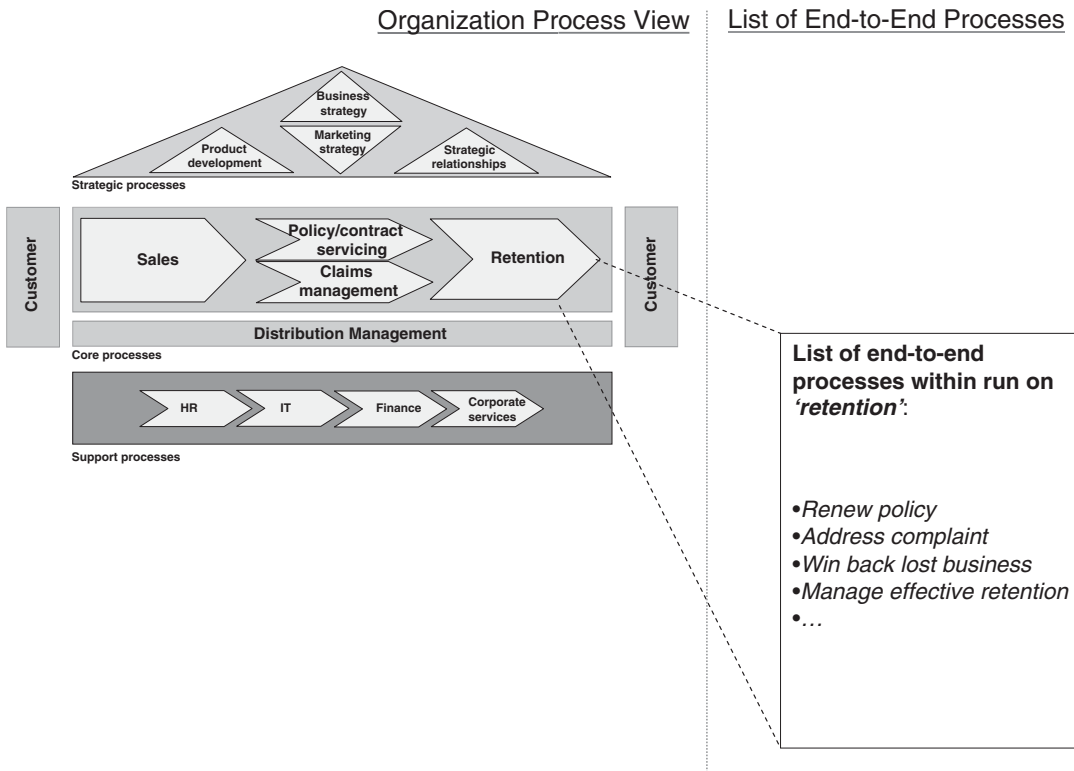 Organization Process View
List of End-to-End Processes
Business
strategy
Marketing
strategy
Product
development
Strategic
relationships
Strategic processes
Customer
Sales
Policy/contract
servicing
Claims
management
Retention
Customer
Distribution Management
Core processes
HR
IT
Finance
Corporate
services
Support processes
List of end-to-end
processes within run on
‘retention’:
•Renew policy
•Address complaint
•Win back lost business
•Manage effective retention
•…